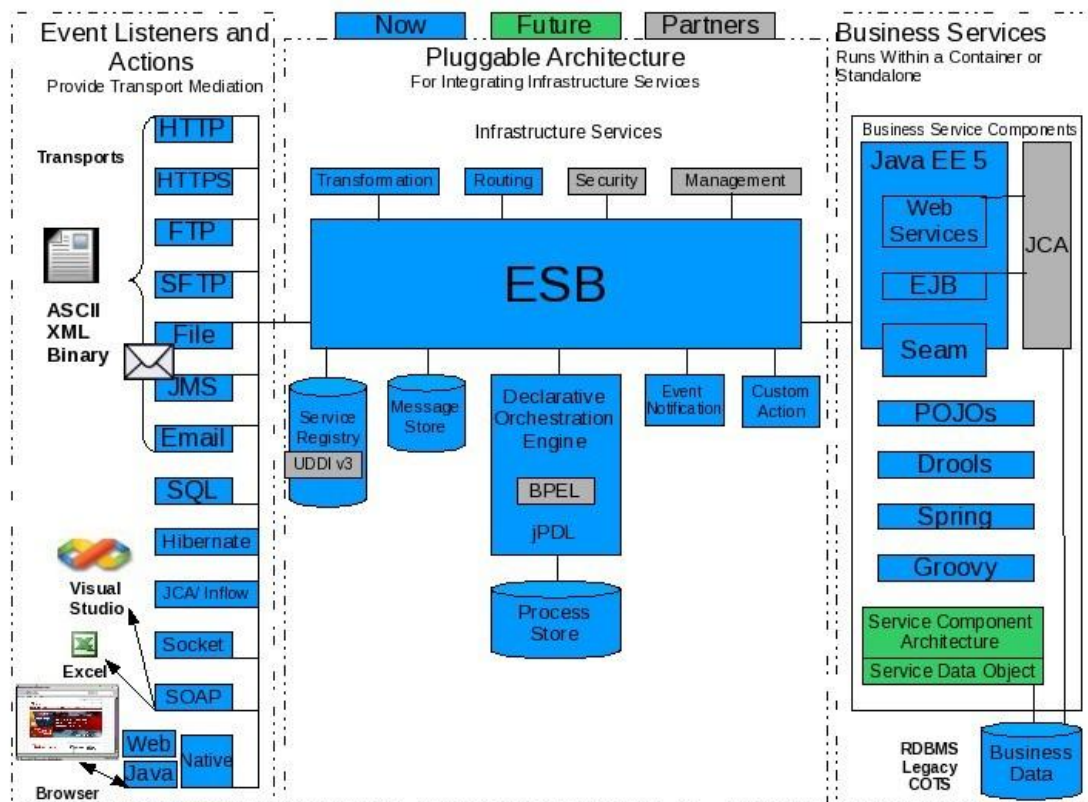 Now
Future
Partners
Event Listeners and
Actions
Provide Transport Mediation
Transports
HTTP
HTTPS
FTP
SFTP
File
JMS
Email
SQL
Hibernate
JCA/ Inflow
Socket
SOAP
Web
Java
Native
ASCII
XML
Binary
Visual
Studio
Excel
Browser
Pluggable Architecture
For Integrating Infrastructure Services
Infrastructure Services
Transformation
Routing
Security
Management
ESB
Service
Registry
UDDI v3
Message
Store
Declarative
Orchestration
Engine
BPEL
jPDL
Process
Store
Event
Notification
Custom
Action
Business Services
Runs Within a Container or
Standalone
Business Service Components
Java EE 5
Web
Services
EJB
Seam
JCA
POJOs
Drools
Spring
Groovy
Service Component
Architecture
Service Data Object
RDBMS
Legacy
COTS
Business
Data